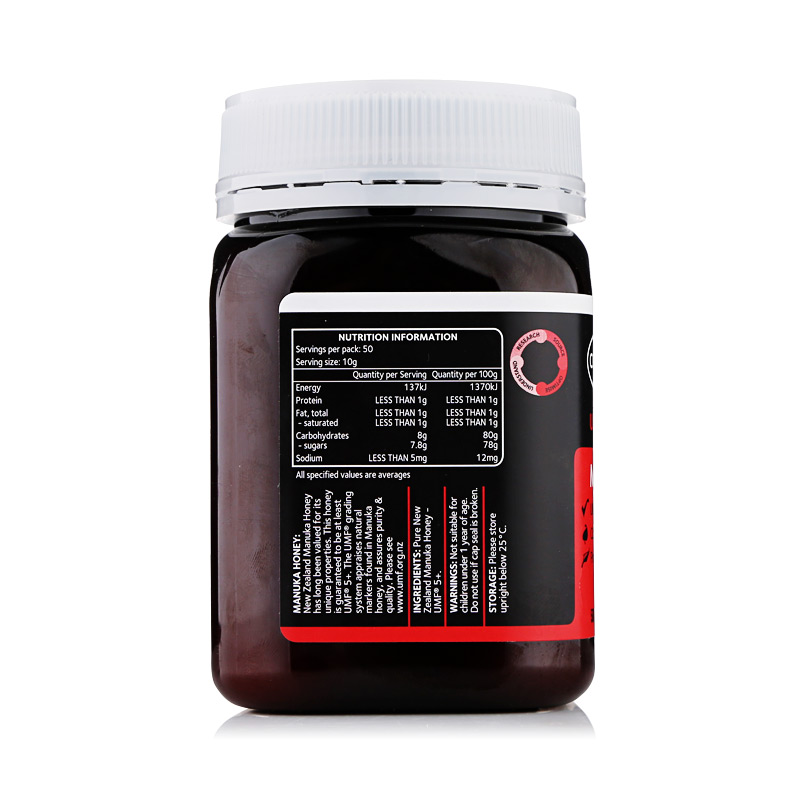 NUTRITION INFORMATION
Servings per pack: 50
Serving size: 10g
Quantity per Serving Quantity per 100g
Energy 137kJ 1370kJ
Protein LESS THAN 1g LESS THAN 1g
Fat, total LESS THAN 1g LESS THAN 1g
- saturated LESS THAN 1g LESS THAN 1g
Carbohydrates 8g 80g
- sugars 7.8g 78g
Sodium LESS THAN 5mg 12mg
All specified values are averages
RESEARCH
SOURCE
OPTIMISE
UNDERSTAND
MANUKA HONEY:
New Zealand Manuka Honey
has long been valued for its
unique properties. This honey
is guaranteed to be at least
UMF® 5+. The UMF® grading
system appraises natural
markers found in Manuka
honey, and assures purity &
quality. Please see
www.umf.org.nz
INGREDIENTS: Pure New
Zealand Manuka Honey –
UMF® 5+.
WARNINGS: Not suitable for
children under 1 year of age.
Do not use if cap seal is broken.
STORAGE: Please store
upright below 25°C.